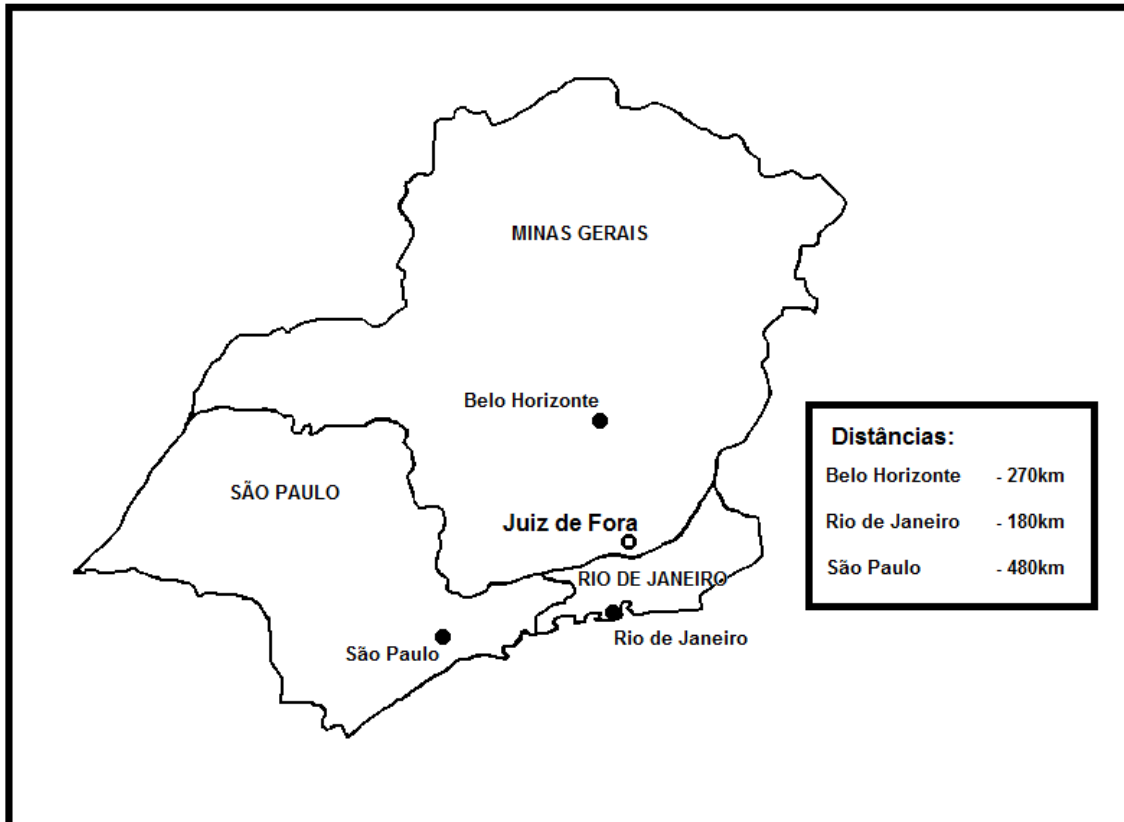 MINAS GERAIS
Belo Horizonte
SÃO PAULO
Juiz de Fora
RIO DE JANEIRO
São Paulo
Rio de Janeiro
Distâncias:
Belo Horizonte - 270km
Rio de Janeiro - 180km
São Paulo - 480km